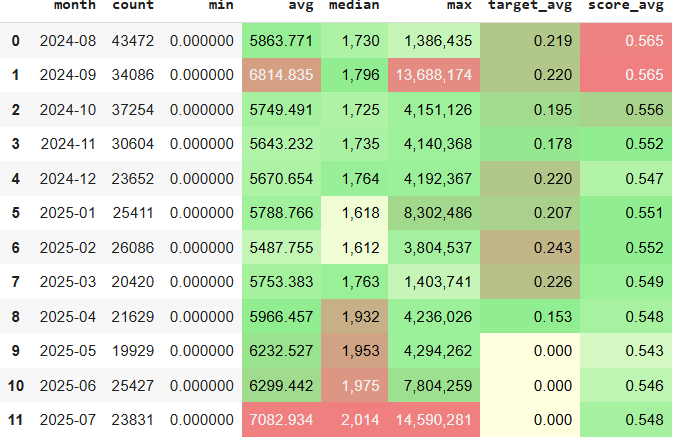 month count min avg median max target_avg score_avg
0 2024-08 43472 0.000000 5863.771 1,730 1,386,435 0.219 0.565
1 2024-09 34086 0.000000 6814.835 1,796 13,688,174 0.220 0.565
2 2024-10 37254 0.000000 5749.491 1,725 4,151,126 0.195 0.556
3 2024-11 30604 0.000000 5643.232 1,735 4,140,368 0.178 0.552
4 2024-12 23652 0.000000 5670.654 1,764 4,192,367 0.220 0.547
5 2025-01 25411 0.000000 5788.766 1,618 8,302,486 0.207 0.551
6 2025-02 26086 0.000000 5487.755 1,612 3,804,537 0.243 0.552
7 2025-03 20420 0.000000 5753.383 1,763 1,403,741 0.226 0.549
8 2025-04 21629 0.000000 5966.457 1,932 4,236,026 0.153 0.548
9 2025-05 19929 0.000000 6232.527 1,953 4,294,262 0.000 0.543
10 2025-06 25427 0.000000 6299.442 1,975 7,804,259 0.000 0.546
11 2025-07 23831 0.000000 7082.934 2,014 14,590,281 0.000 0.548